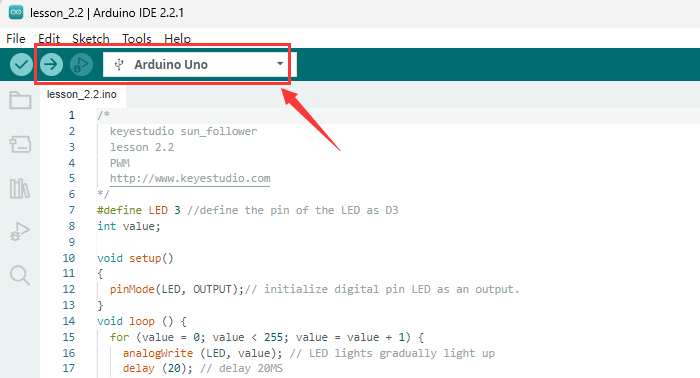 lesson_2.2 | Arduino IDE 2.2.1
File Edit Sketch Tools Help
Arduino Uno
lesson_2.2.ino
1 /*
2 keyestudio sun_follower
3 lesson 2.2
4 PWM
5 http://www.keyestudio.com
6 */
7 #define LED 3 //define the pin of the LED as D3
8 int value;
9
10 void setup()
11 {
12 pinMode(LED, OUTPUT);// initialize digital pin LED as an output.
13 }
14 void loop () {
15 for (value = 0; value < 255; value = value + 1) {
16 analogWrite (LED, value); // LED lights gradually light up
17 delay (20); // delay 20MS